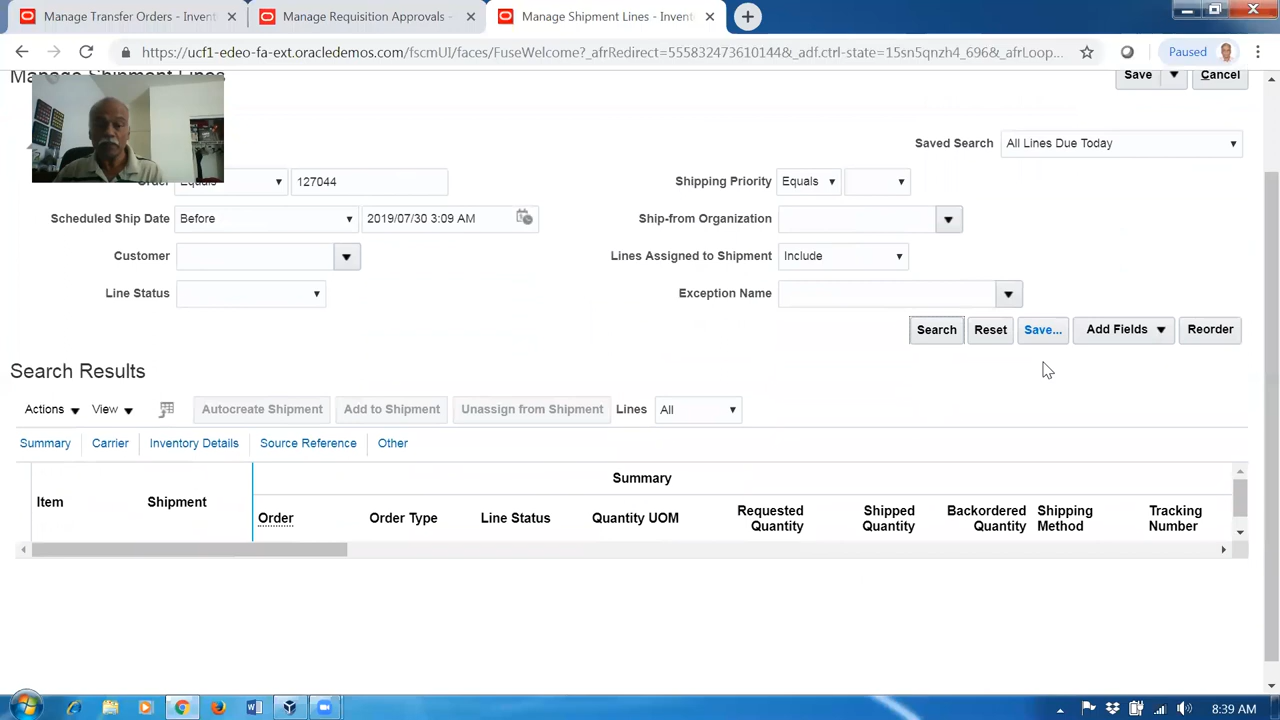 Manage Transfer Orders - Invent
Manage Requisition Approvals -
Manage Shipment Lines - Invent
https://ucf1-edeo-fa-ext.oracledemos.com/fscmUI/faces/FuseWelcome?_afrRedirect=555832473610144&_adf.ctrl-state=15sn5qnzh4_696&_afrLoop...
Paused
Manage Shipment Lines
Save
Cancel
Saved Search All Lines Due Today
Order Equals 127044
Shipping Priority Equals
Scheduled Ship Date Before 2019/07/30 3:09 AM
Ship-from Organization
Customer
Lines Assigned to Shipment Include
Line Status
Exception Name
Search Reset Save... Add Fields Reorder
Search Results
Actions View Autocreate Shipment Add to Shipment Unassign from Shipment Lines All
Summary Carrier Inventory Details Source Reference Other
Summary
Item Shipment Order Order Type Line Status Quantity UOM Requested Quantity Shipped Quantity Backordered Quantity Shipping Method Tracking Number
8:39 AM